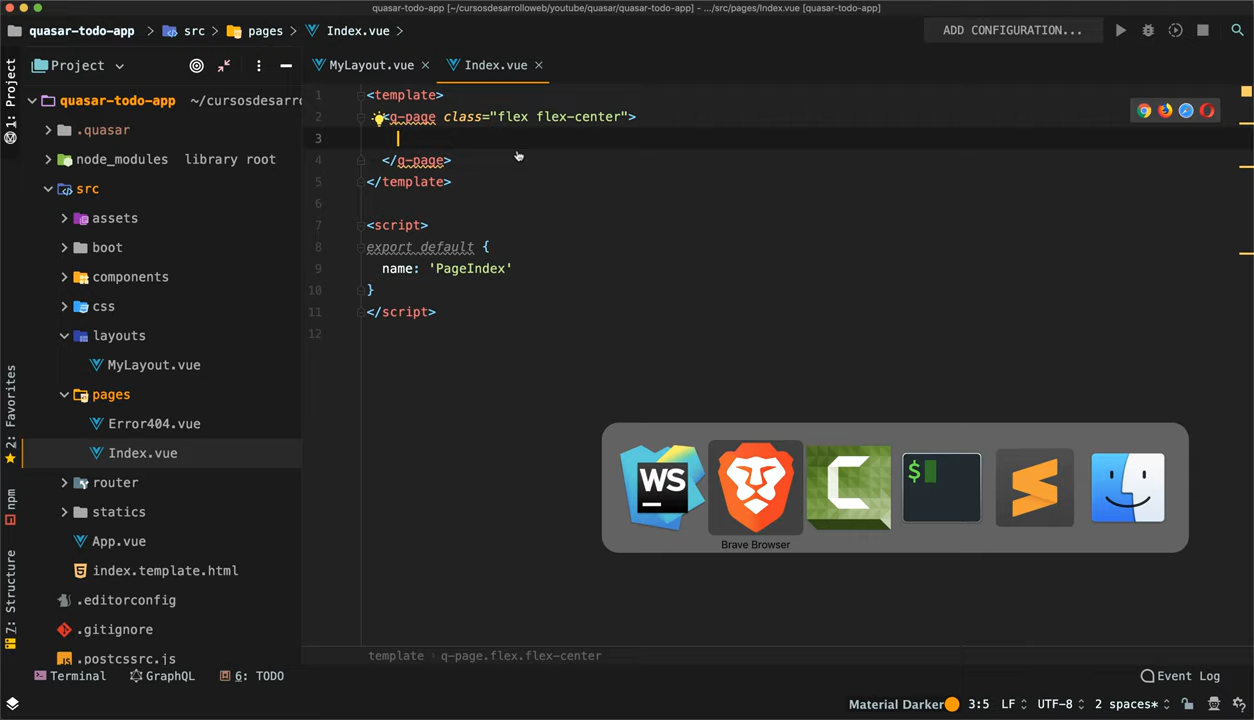 quasar-todo-app [~/cursosdesarrolloweb/youtube/quasar/quasar-todo-app] - .../src/pages/Index.vue [quasar-todo-app]
quasar-todo-app src pages Index.vue
ADD CONFIGURATION...
1: Project
Project
MyLayout.vue
Index.vue
quasar-todo-app ~/cursosdesarro
.quasar
node_modules library root
src
assets
boot
components
css
layouts
MyLayout.vue
pages
Error404.vue
Index.vue
router
statics
App.vue
index.template.html
.editorconfig
.gitignore
.postcssrc.js
2: Favorites
npm
7: Structure
1 <template>
2 <q-page class="flex flex-center">
3
4 </q-page>
5 </template>
6
7 <script>
8 export default {
9 name: 'PageIndex'
10 }
11 </script>
12
WS
$
Brave Browser
template q-page.flex.flex-center
Terminal GraphQL 6: TODO
Event Log
Material Darker 3:5 LF UTF-8 2 spaces*